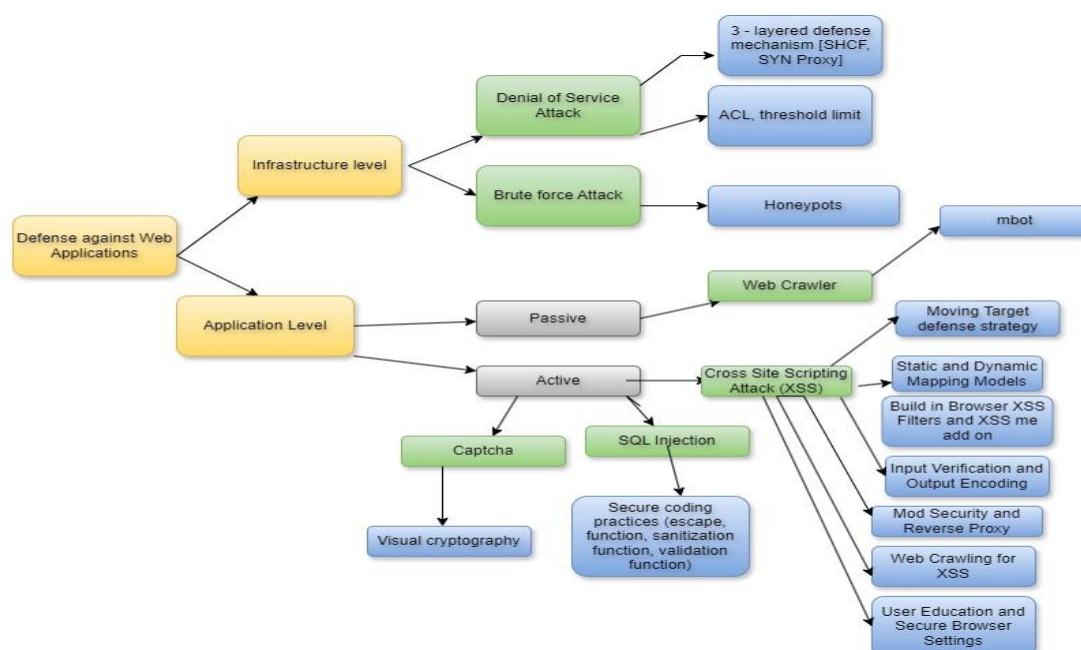 3 - layered defense
mechanism [SHCF,
SYN Proxy]
Denial of Service
Attack
ACL, threshold limit
Infrastructure level
Brute force Attack
Honeypots
mbot
Defense against Web
Applications
Web Crawler
Application Level
Passive
Moving Target
defense strategy
Active
Cross Site Scripting
Attack (XSS)
Static and Dynamic
Mapping Models
Build in Browser XSS
Filters and XSS me
add on
Captcha
SQL Injection
Input Verification and
Output Encoding
Visual cryptography
Secure coding
practices (escape,
function, sanitization
function, validation
function)
Mod Security and
Reverse Proxy
Web Crawling for
XSS
User Education and
Secure Browser
Settings